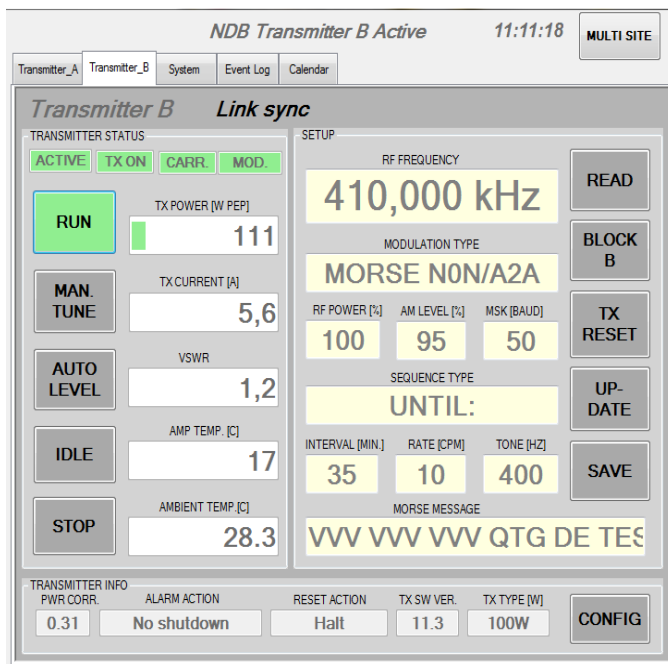 NDB Transmitter B Active 11:11:18 MULTI SITE
Transmitter_A Transmitter_B System Event Log Calendar
Transmitter B Link sync
TRANSMITTER STATUS
ACTIVE TX ON CARR. MOD.
RUN
TX POWER [W PEP]
111
MAN. TUNE
TX CURRENT [A]
5,6
AUTO LEVEL
VSWR
1,2
IDLE
AMP TEMP. [C]
17
STOP
AMBIENT TEMP.[C]
28.3
SETUP
RF FREQUENCY
410,000 kHz
READ
MODULATION TYPE
MORSE N0N/A2A
BLOCK B
RF POWER [%] AM LEVEL [%] MSK [BAUD]
100 95 50
TX RESET
SEQUENCE TYPE
UNTIL:
UP-
DATE
INTERVAL [MIN.] RATE [CPM] TONE [HZ]
35 10 400
SAVE
MORSE MESSAGE
VVV VVV VVV QTG DE TES
TRANSMITTER INFO
PWR CORR. ALARM ACTION RESET ACTION TX SW VER. TX TYPE [W]
0.31 No shutdown Halt 11.3 100W
CONFIG